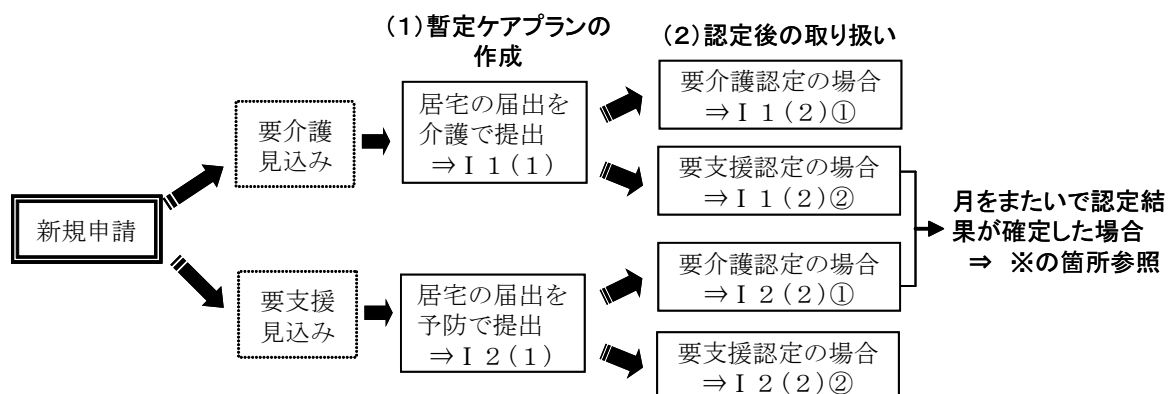 (1)暫定ケアプランの
作成
(2)認定後の取り扱い
新規申請
要介護
見込み
居宅の届出を
介護で提出
⇒Ⅰ1(1)
要介護認定の場合
⇒Ⅰ1(2)①
要支援認定の場合
⇒Ⅰ1(2)②
要支援
見込み
居宅の届出を
予防で提出
⇒Ⅰ2(1)
要介護認定の場合
⇒Ⅰ2(2)①
要支援認定の場合
⇒Ⅰ2(2)②
月をまたいで認定結
果が確定した場合
⇒ ※の箇所参照